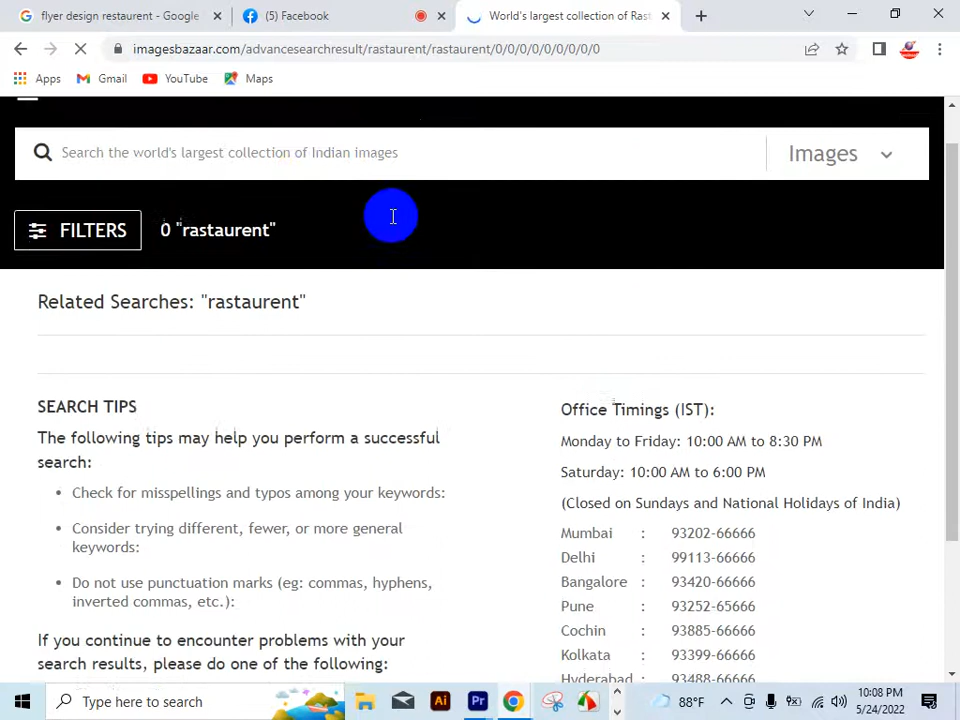 flyer design restaurent - Google
(5) Facebook
World's largest collection of Rast
imagesbazaar.com/advancesearchresult/rastaurent/rastaurent/0/0/0/0/0/0/0/0/0
Apps
Gmail
YouTube
Maps
Search the world's largest collection of Indian images
Images
FILTERS
0 "rastaurent"
Related Searches: "rastaurent"
SEARCH TIPS
The following tips may help you perform a successful
search:
• Check for misspellings and typos among your keywords:
• Consider trying different, fewer, or more general
keywords:
• Do not use punctuation marks (eg: commas, hyphens,
inverted commas, etc.):
If you continue to encounter problems with your
search results, please do one of the following:
Office Timings (IST):
Monday to Friday: 10:00 AM to 8:30 PM
Saturday: 10:00 AM to 6:00 PM
(Closed on Sundays and National Holidays of India)
Mumbai : 93202-66666
Delhi : 99113-66666
Bangalore : 93420-66666
Pune : 93252-65666
Cochin : 93885-66666
Kolkata : 93399-66666
Hyderabad : 93488-66666
Type here to search
Ai
Pr
88°F
10:08 PM
5/24/2022